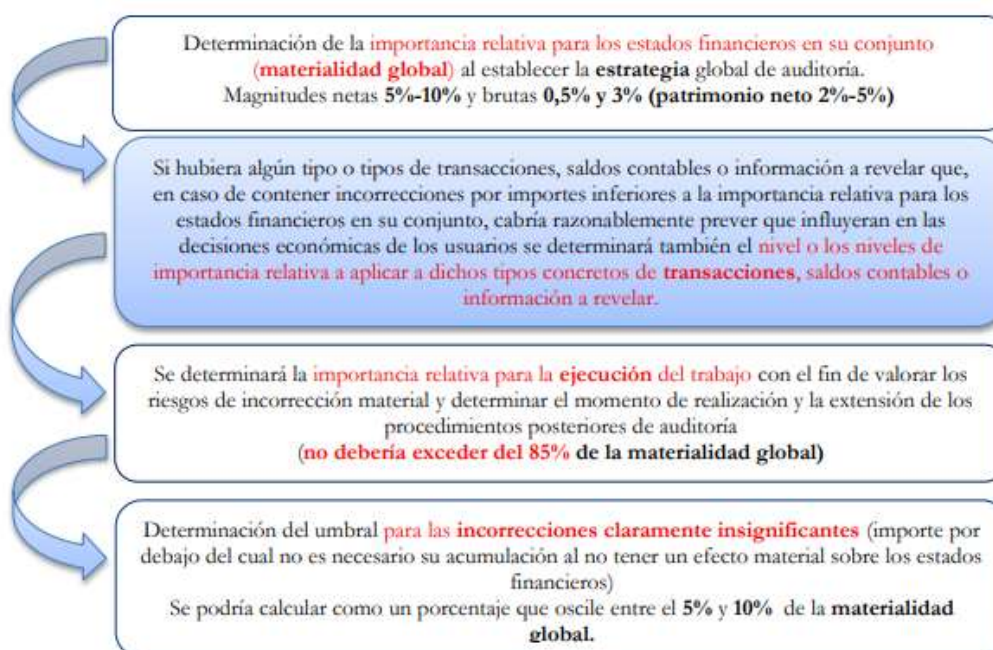 Determinación de la importancia relativa para los estados financieros en su conjunto
(materialidad global) al establecer la estrategia global de auditoría.
Magnitudes netas 5%-10% y brutas 0,5% y 3% (patrimonio neto 2%-5%)
Si hubiera algún tipo o tipos de transacciones, saldos contables o información a revelar que,
en caso de contener incorrecciones por importes inferiores a la importancia relativa para los
estados financieros en su conjunto, cabría razonablemente prever que influyeran en las
decisiones económicas de los usuarios se determinará también el nivel o los niveles de
importancia relativa a aplicar a dichos tipos concretos de transacciones, saldos contables o
información a revelar.
Se determinará la importancia relativa para la ejecución del trabajo con el fin de valorar los
riesgos de incorrección material y determinar el momento de realización y la extensión de los
procedimientos posteriores de auditoría
(no debería exceder del 85% de la materialidad global)
Determinación del umbral para las incorrecciones claramente insignificantes (importe por
debajo del cual no es necesario su acumulación al no tener un efecto material sobre los estados
financieros)
Se podría calcular como un porcentaje que oscile entre el 5% y 10% de la materialidad
global.